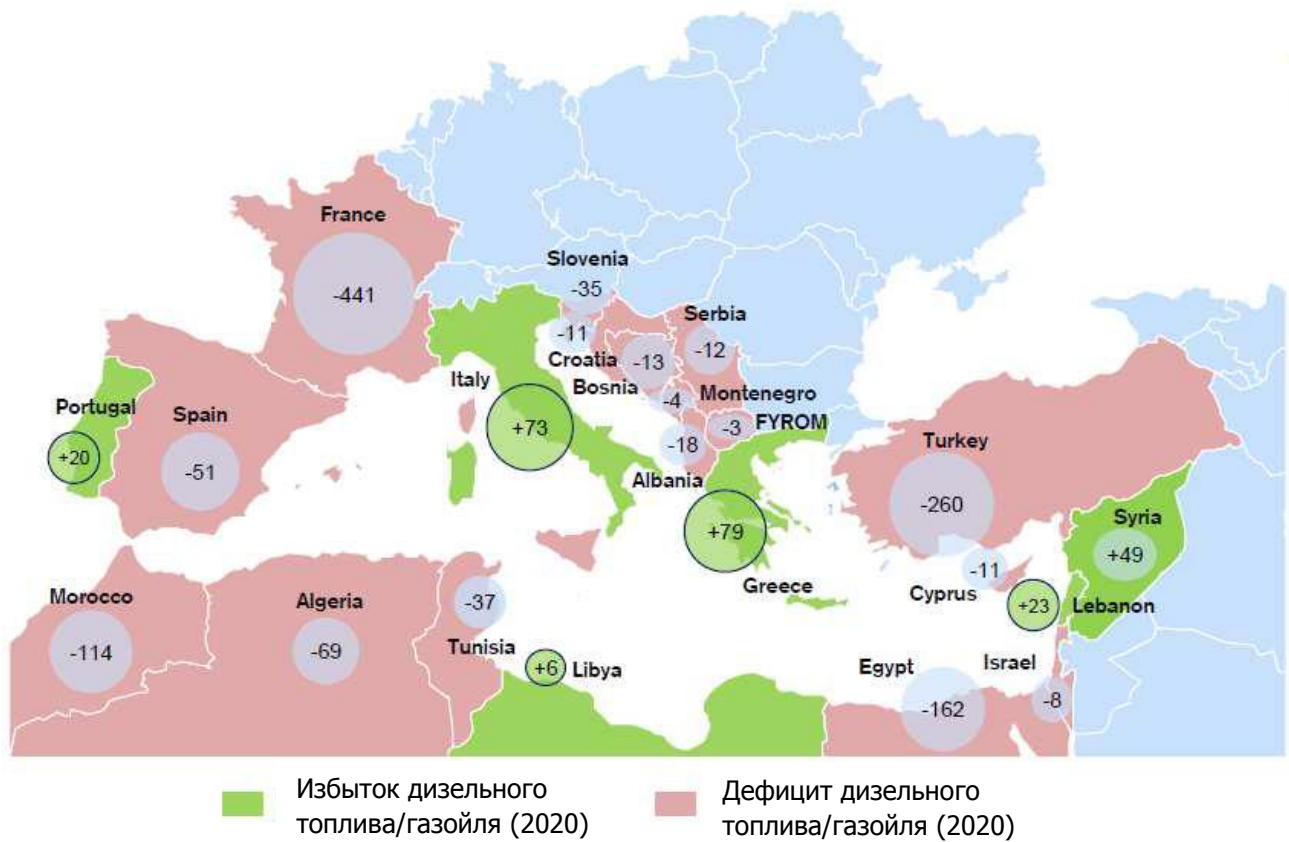 France
-441
Slovenia
-35
Serbia
-11
-12
Croatia
-13
Italy
Bosnia
-4
Montenegro
Portugal
Spain
+73
-3
FYROM
-18
Turkey
+20
-51
Albania
-260
Syria
+79
+49
-11
Greece
Cyprus
Morocco
Algeria
-37
+23
Lebanon
-114
-69
Tunisia
+6
Libya
Egypt
Israel
-162
-8
Избыток дизельного
топлива/газойля (2020)
Дефицит дизельного
топлива/газойля (2020)